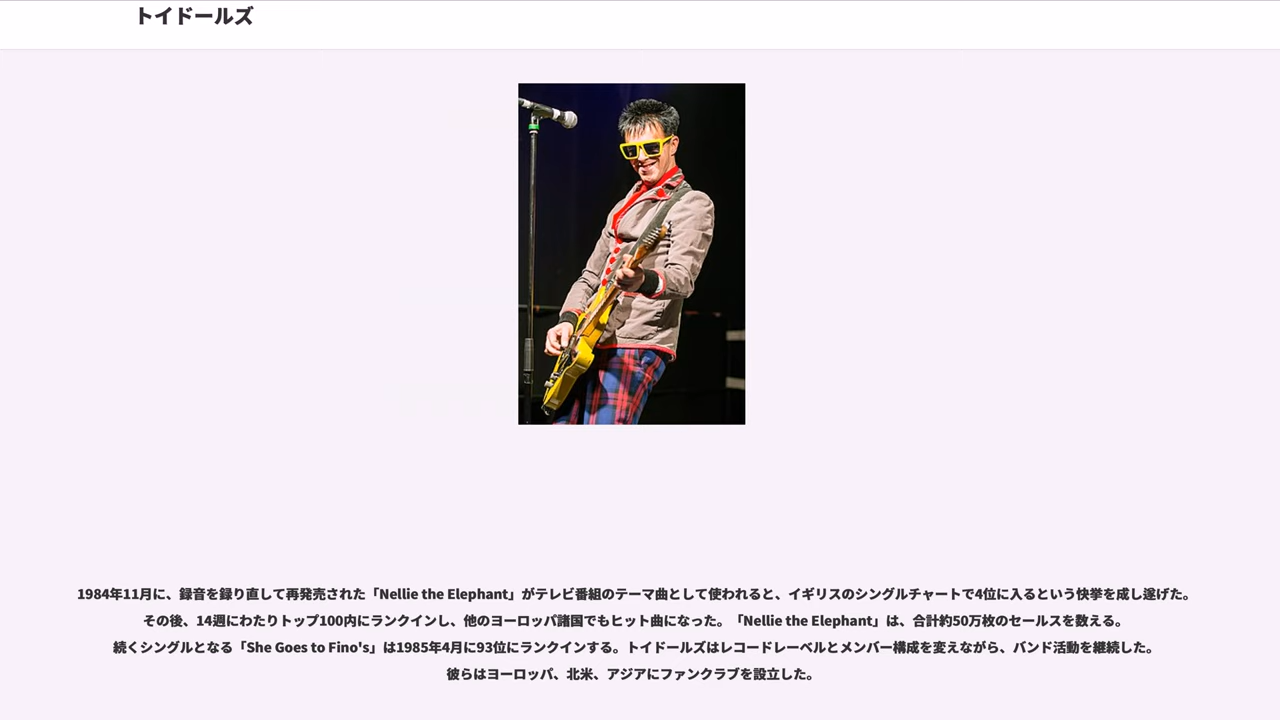 トイドールズ
1984年11月に、録音を録り直して再発売された「Nellie the Elephant」がテレビ番組のテーマ曲として使われると、イギリスのシングルチャートで4位に入るという快挙を成し遂げた。
その後、14週にわたりトップ100内にランクインし、他のヨーロッパ諸国でもヒット曲になった。「Nellie the Elephant」は、合計約50万枚のセールスを数える。
続くシングルとなる「She Goes to Fino's」は1985年4月に93位にランクインする。トイドールズはレコードレーベルとメンバー構成を変えながら、バンド活動を継続した。
彼らはヨーロッパ、北米、アジアにファンクラブを設立した。